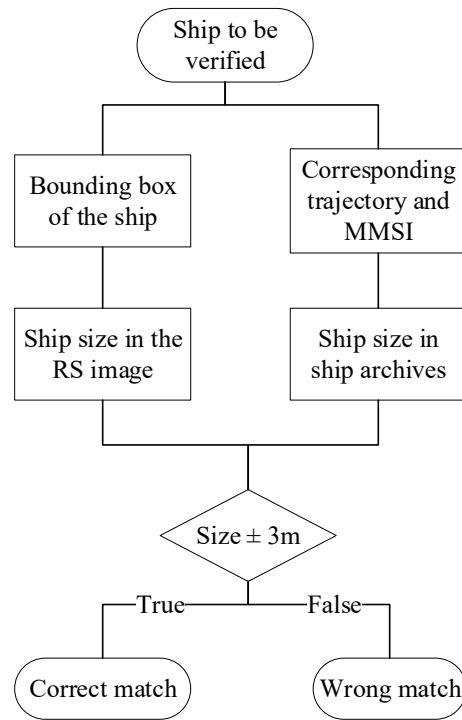 Ship to be
verified
Bounding box
of the ship
Corresponding
trajectory and
MMSI
Ship size in the
RS image
Ship size in
ship archives
Size ± 3m
True
False
Correct match
Wrong match